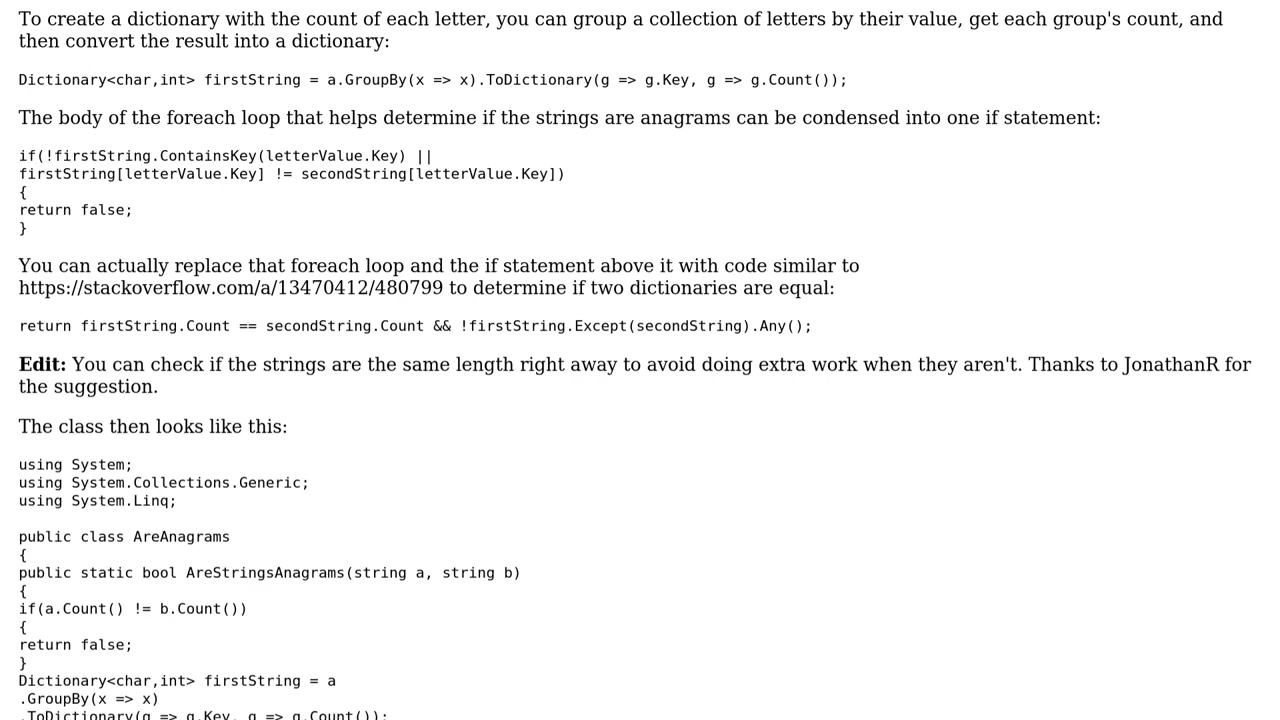 To create a dictionary with the count of each letter, you can group a collection of letters by their value, get each group's count, and
then convert the result into a dictionary:
Dictionary<char,int> firstString = a.GroupBy(x => x).ToDictionary(g => g.Key, g => g.Count());
The body of the foreach loop that helps determine if the strings are anagrams can be condensed into one if statement:
if(!firstString.ContainsKey(letterValue.Key) ||
firstString[letterValue.Key] != secondString[letterValue.Key])
{
return false;
}
You can actually replace that foreach loop and the if statement above it with code similar to
https://stackoverflow.com/a/13470412/480799 to determine if two dictionaries are equal:
return firstString.Count == secondString.Count && !firstString.Except(secondString).Any();
Edit: You can check if the strings are the same length right away to avoid doing extra work when they aren't. Thanks to JonathanR for
the suggestion.
The class then looks like this:
using System;
using System.Collections.Generic;
using System.Linq;
public class AreAnagrams
{
public static bool AreStringsAnagrams(string a, string b)
{
if(a.Count() != b.Count())
{
return false;
}
Dictionary<char,int> firstString = a
.GroupBy(x => x)
.ToDictionary(g => g.Key, g => g.Count());